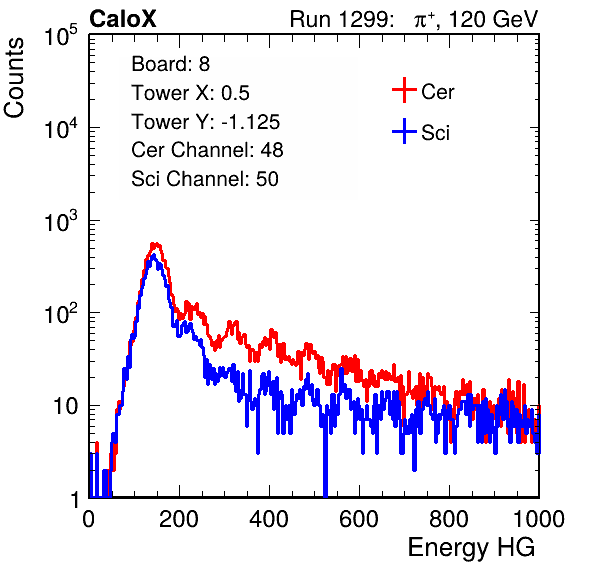 CaloX Run 1299: π⁺, 120 GeV
Counts
10⁵
10⁴
10³
10²
10
1
Board: 8
Tower X: 0.5
Tower Y: -1.125
Cer Channel: 48
Sci Channel: 50
Cer
Sci
0 200 400 600 800 1000
Energy HG